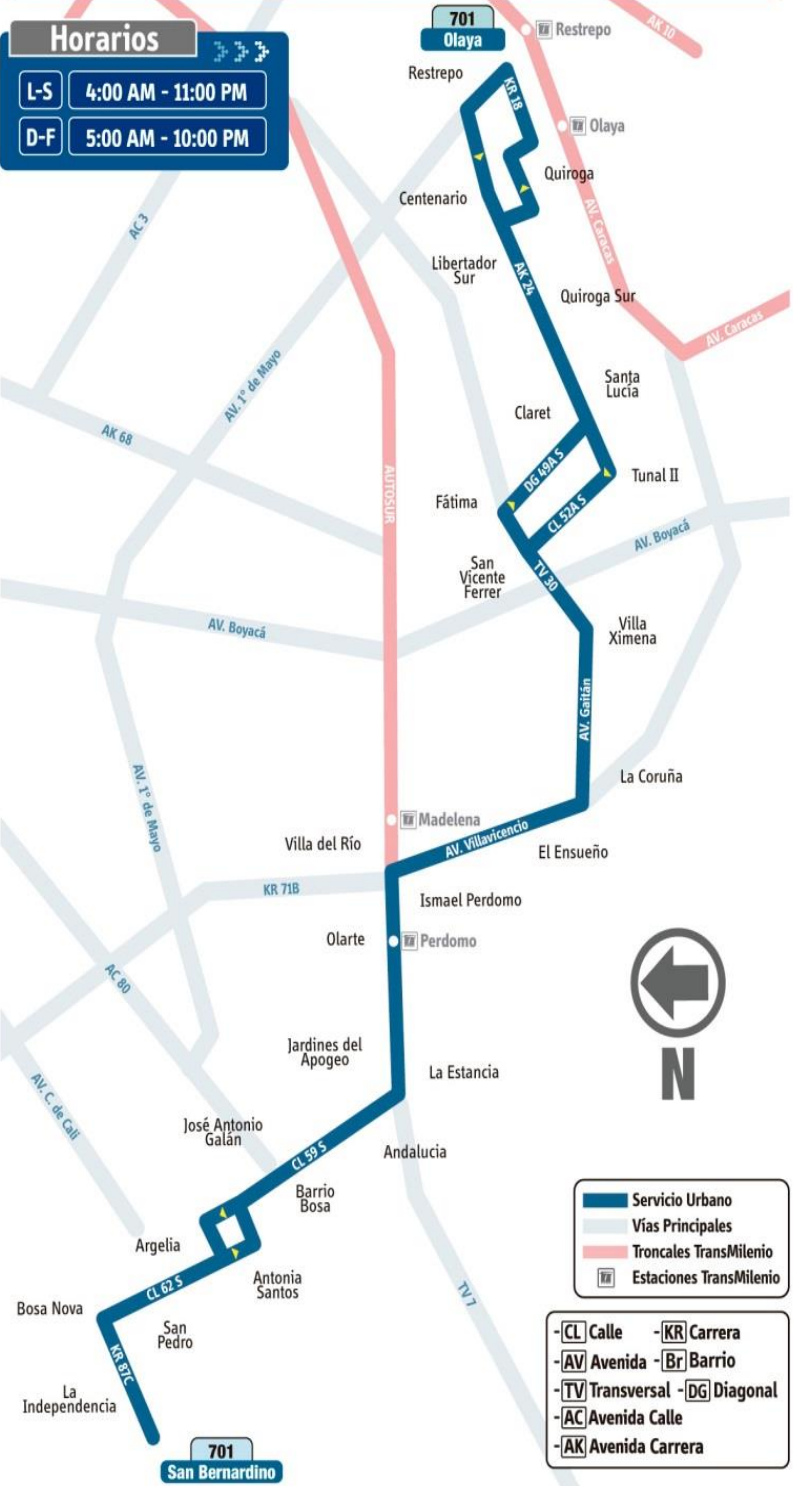 701
Olaya
Horarios
L-S 4:00 AM - 11:00 PM
D-F 5:00 AM - 10:00 PM
Restrepo
AK 10
Restrepo
KR 18
Olaya
Quiroga
Centenario
AC 3
AV. Caracas
Libertador
Sur
AK 24
Quiroga Sur
AV. Caracas
AV. 1° de Mayo
Santa
Lucía
Claret
AK 68
DG 49A S
Tunal II
AUTOSUR
Fátima
CL 52A S
AV. Boyacá
San
Vicente
Ferrer
TV 30
AV. Boyacá
Villa
Ximena
AV. Gaitán
La Coruña
AV. 1° de Mayo
Madelena
Villa del Río
AV. Villavicencio
El Ensueño
KR 71B
Ismael Perdomo
Olarte
Perdomo
AC 80
N
Jardines del
Apogeo
La Estancia
AV. C. de Cali
José Antonio
Galán
CL 59 S
Andalucia
Barrio
Bosa
Argelia
Antonia
Santos
CL 62 S
TV 7
Bosa Nova
San
Pedro
KR 87C
La
Independencia
701
San Bernardino
Servicio Urbano
Vías Principales
Troncales TransMilenio
Estaciones TransMilenio
-CL Calle -KR Carrera
-AV Avenida -Br Barrio
-TV Transversal -DG Diagonal
-AC Avenida Calle
-AK Avenida Carrera